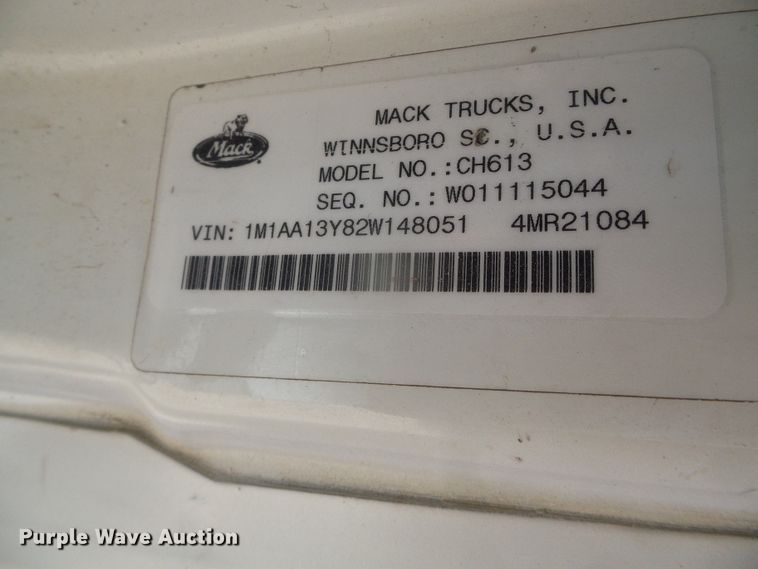 MACK TRUCKS, INC.
Mack
WINNSBORO SC., U.S.A.
MODEL NO.:CH613
SEQ. NO.:W011115044
VIN: 1M1AA13Y82W148051 4MR21084
Purple Wave Auction